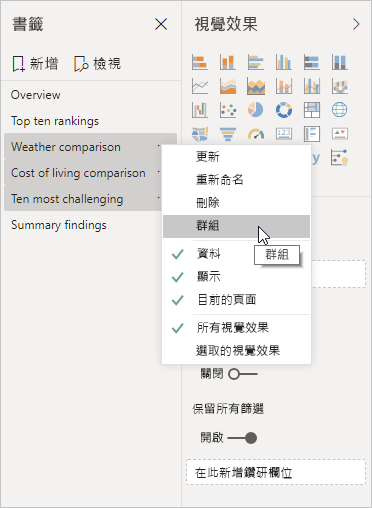 書籤
新增
檢視
Overview
Top ten rankings
Weather comparison
Cost of living comparison
Ten most challenging
Summary findings
視覺效果
123
更新
重新命名
刪除
群組
資料
顯示
目前的頁面
所有視覺效果
選取的視覺效果
群組
關閉
保留所有篩選
開啟
在此新增鑽研欄位